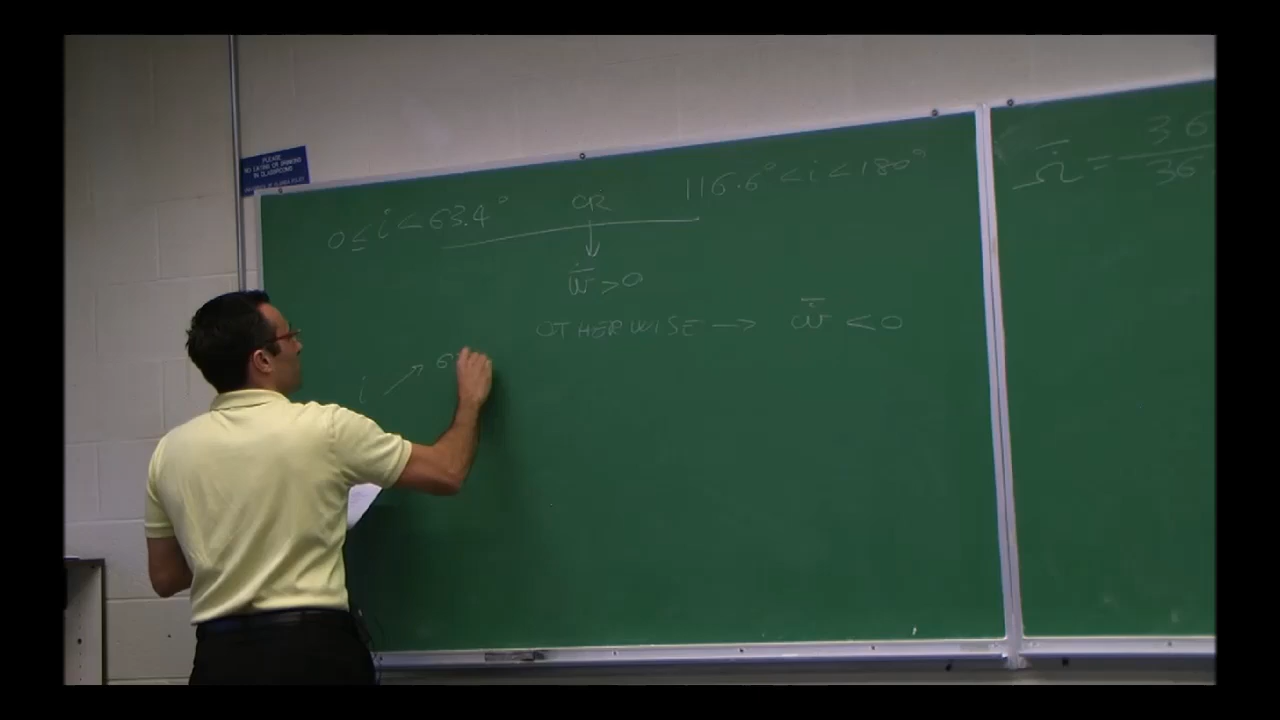 PLEASE
NO EATING OR DRINKING
IN CLASSROOMS
0 ≤ i < 63.4° OR 116.6° < i < 180°
ω̄̇ > 0
OTHERWISE → ω̄̇ < 0
i ↗ 6
Ω̄̇ = 36 / 36